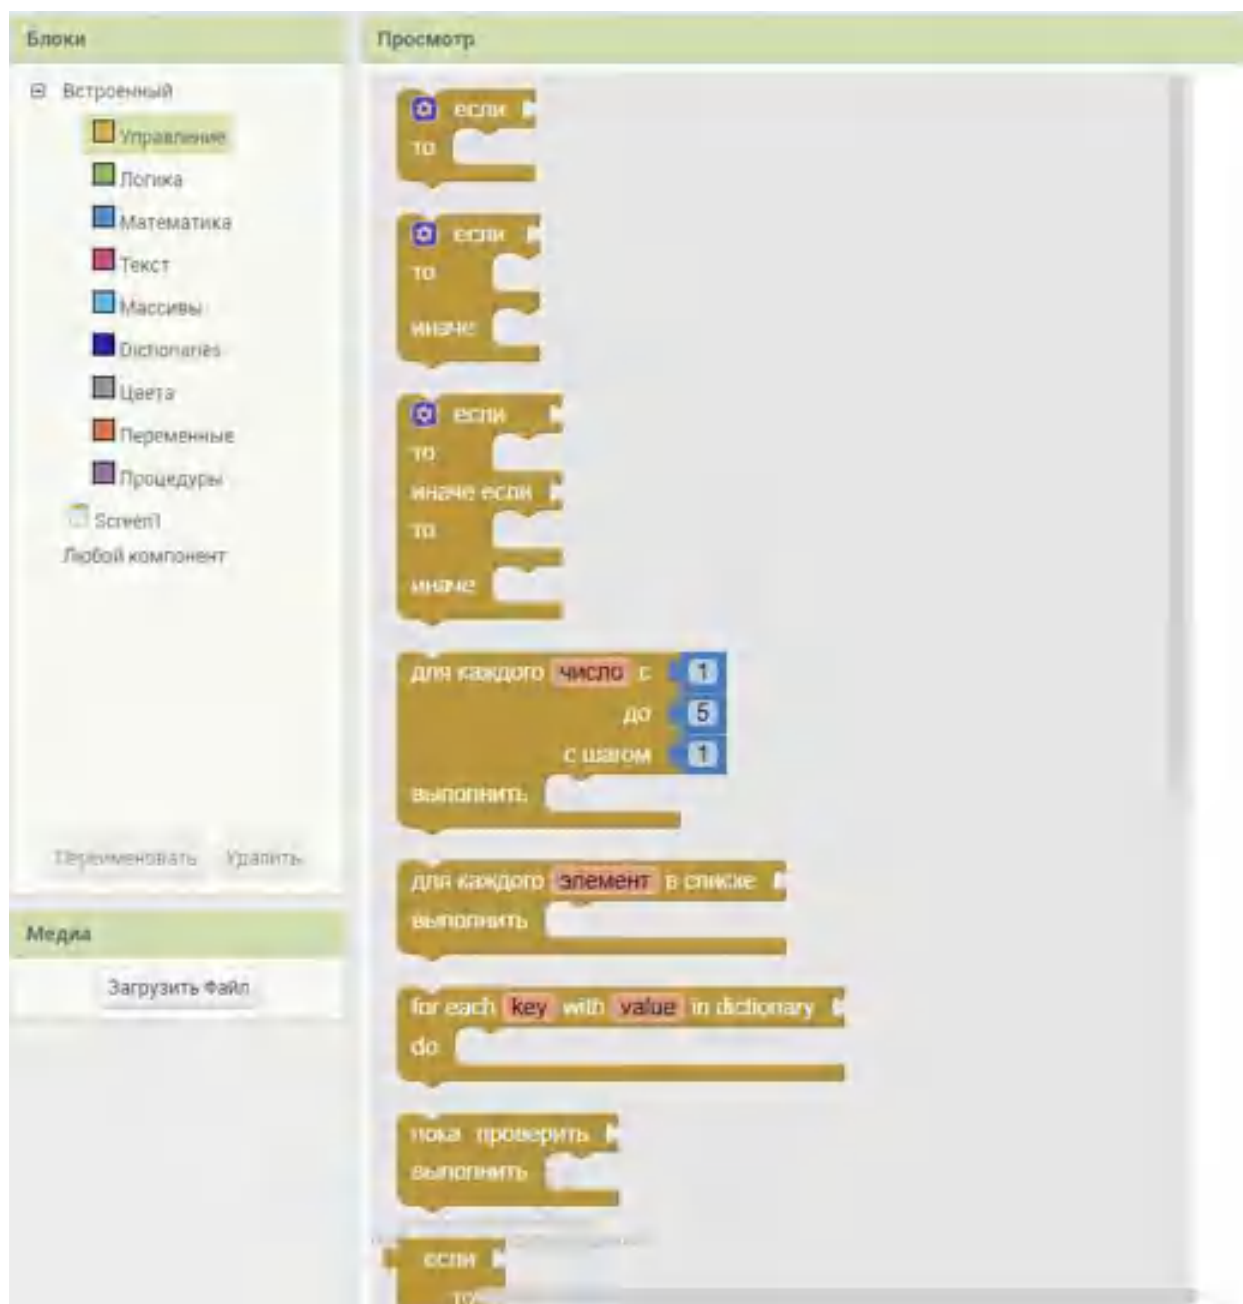 Блоки
Встроенный
Управление
Логика
Математика
Текст
Массивы
Dictionaries
Цвета
Переменные
Процедуры
Screen1
Любой компонент
Переименовать Удалить
Медиа
Загрузить Файл
Просмотр
если
то
если
то
иначе
если
то
иначе если
то
иначе
для каждого число с 1
до 5
с шагом 1
выполнить
для каждого элемент в списке
выполнить
for each key with value in dictionary
do
пока проверить
выполнить
если
то